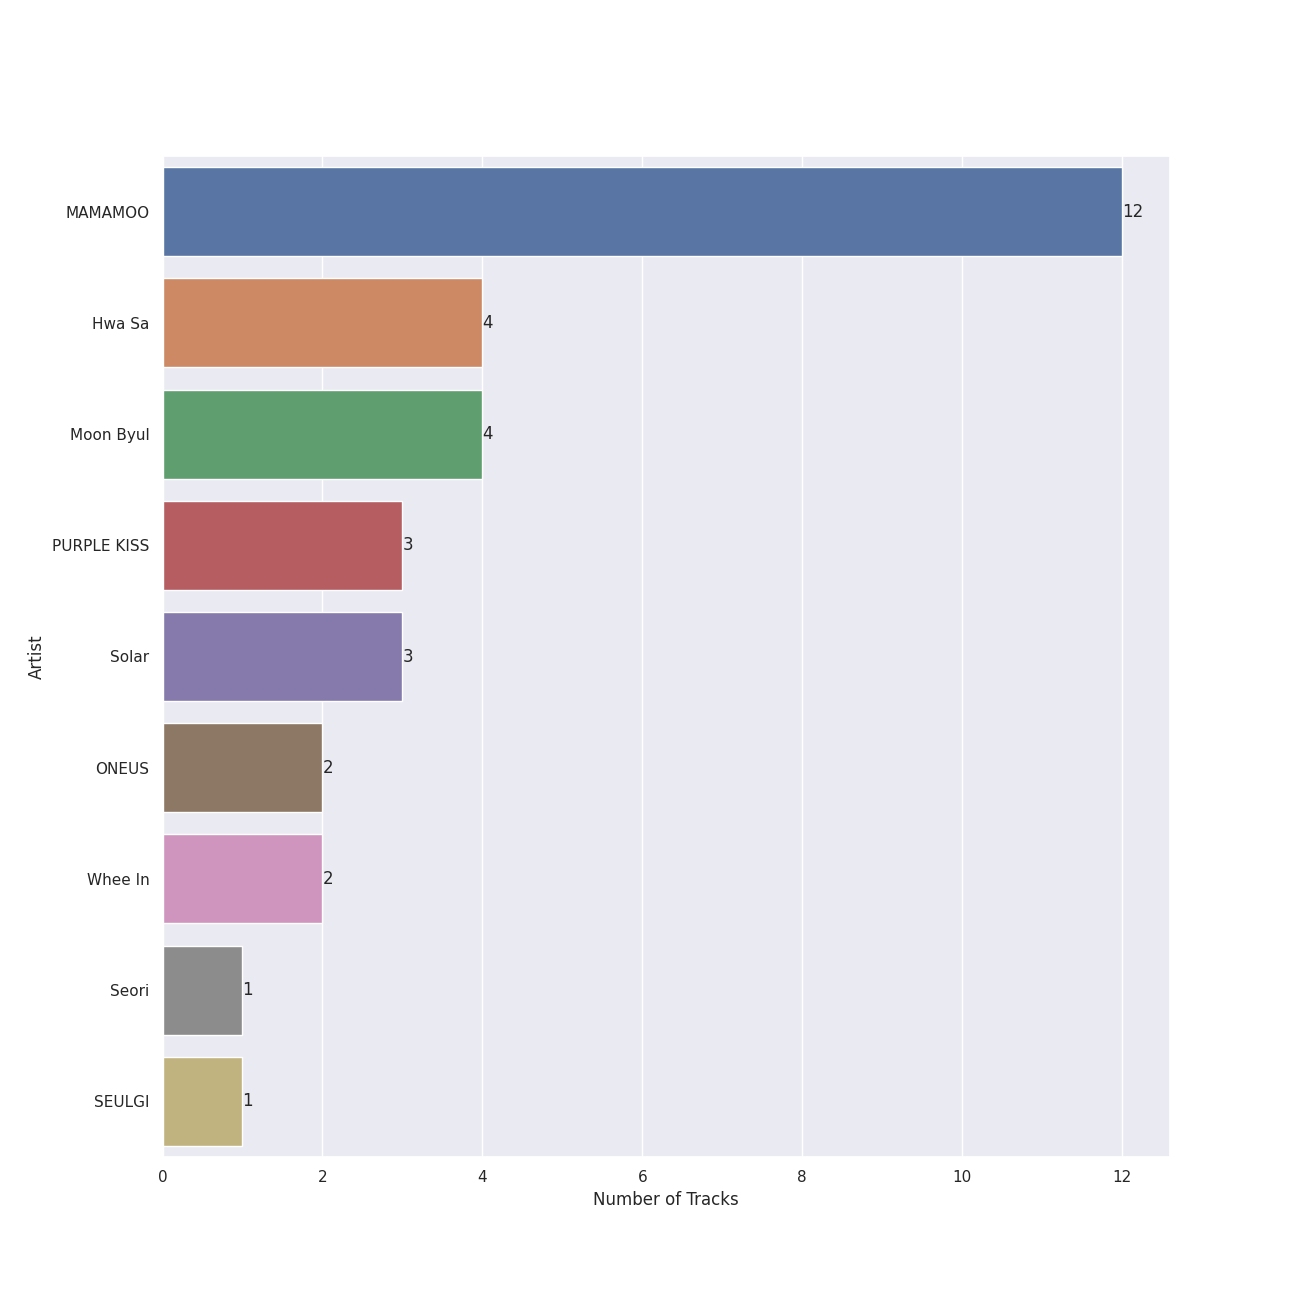 MAMAMOO 12
Hwa Sa 4
Moon Byul 4
PURPLE KISS 3
Solar 3
ONEUS 2
Whee In 2
Seori 1
SEULGI 1
Artist
0 2 4 6 8 10 12
Number of Tracks